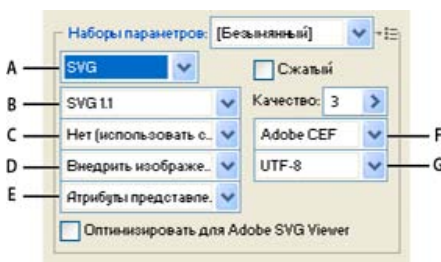 Наборы параметров: [Безымянный]
A SVG Сжатый
B SVG 1.1 Качество: 3
C Нет (использовать с.. Adobe CEF F
D Внедрить изображе.. UTF-8 G
E Атрибуты представле.
Оптимизировать для Adobe SVG Viewer